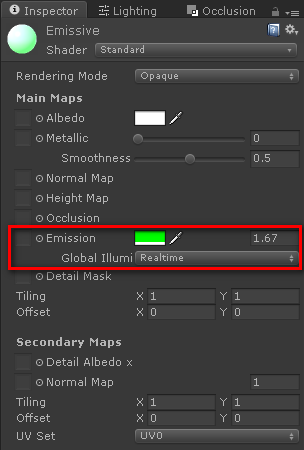 Inspector Lighting Occlusion
Emissive
Shader Standard
Rendering Mode Opaque
Main Maps
Albedo
Metallic 0
Smoothness 0.5
Normal Map
Height Map
Occlusion
Emission 1.67
Global Illumi Realtime
Detail Mask
Tiling X 1 Y 1
Offset X 0 Y 0
Secondary Maps
Detail Albedo x
Normal Map 1
Tiling X 1 Y 1
Offset X 0 Y 0
UV Set UV0